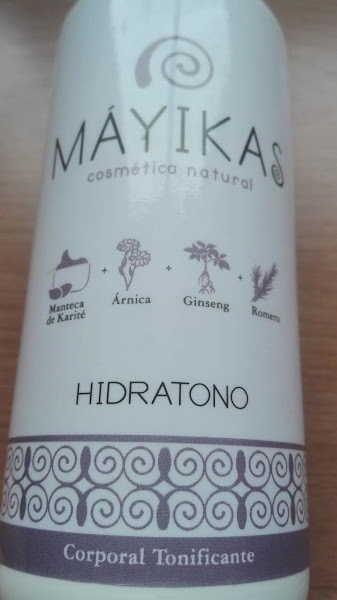 MÁYIKAS
cosmética natural
Manteca
de Karité
+
Árnica
+
Ginseng
+
Romero
HIDRATONO
Corporal Tonificante